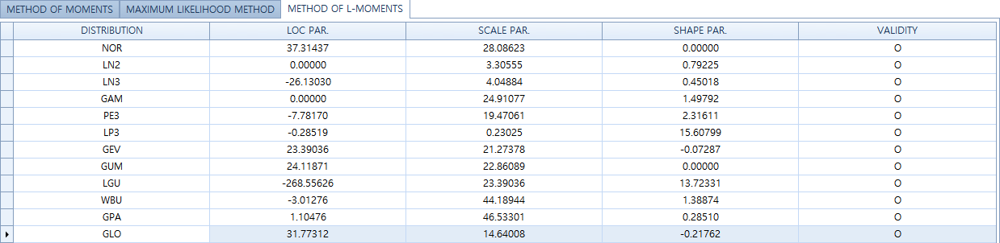 METHOD OF MOMENTS MAXIMUM LIKELIHOOD METHOD METHOD OF L-MOMENTS
DISTRIBUTION LOC PAR. SCALE PAR. SHAPE PAR. VALIDITY
NOR 37.31437 28.08623 0.00000 O
LN2 0.00000 3.30555 0.79225 O
LN3 -26.13030 4.04884 0.45018 O
GAM 0.00000 24.91077 1.49792 O
PE3 -7.78170 19.47061 2.31611 O
LP3 -0.28519 0.23025 15.60799 O
GEV 23.39036 21.27378 -0.07287 O
GUM 24.11871 22.86089 0.00000 O
LGU -268.55626 23.39036 13.72331 O
WBU -3.01276 44.18944 1.38874 O
GPA 1.10476 46.53301 0.28510 O
GLO 31.77312 14.64008 -0.21762 O